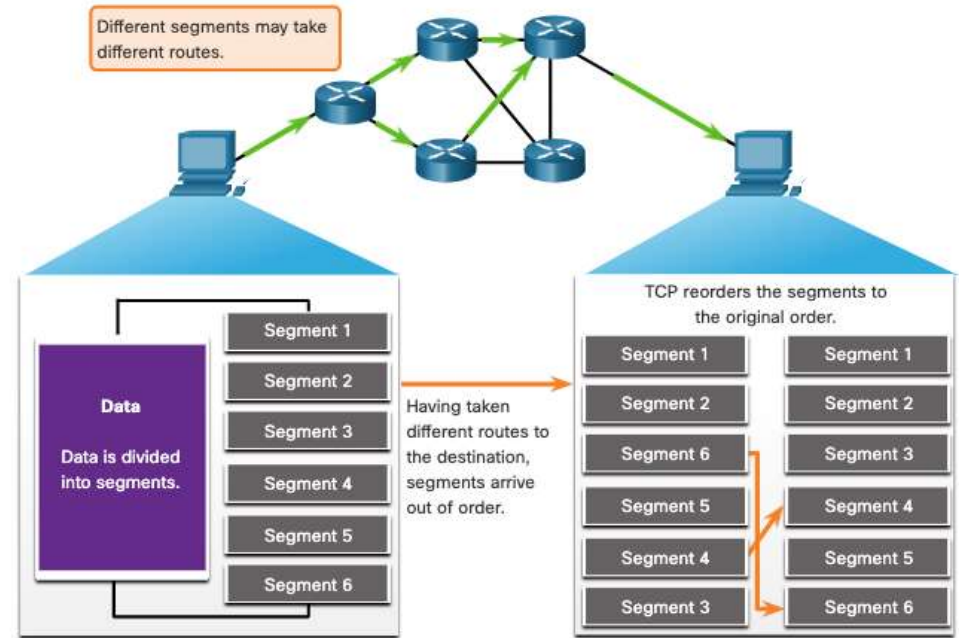 Different segments may take
different routes.
Data
Data is divided
into segments.
Segment 1
Segment 2
Segment 3
Segment 4
Segment 5
Segment 6
Having taken
different routes to
the destination,
segments arrive
out of order.
TCP reorders the segments to
the original order.
Segment 1
Segment 2
Segment 6
Segment 5
Segment 4
Segment 3
Segment 1
Segment 2
Segment 3
Segment 4
Segment 5
Segment 6